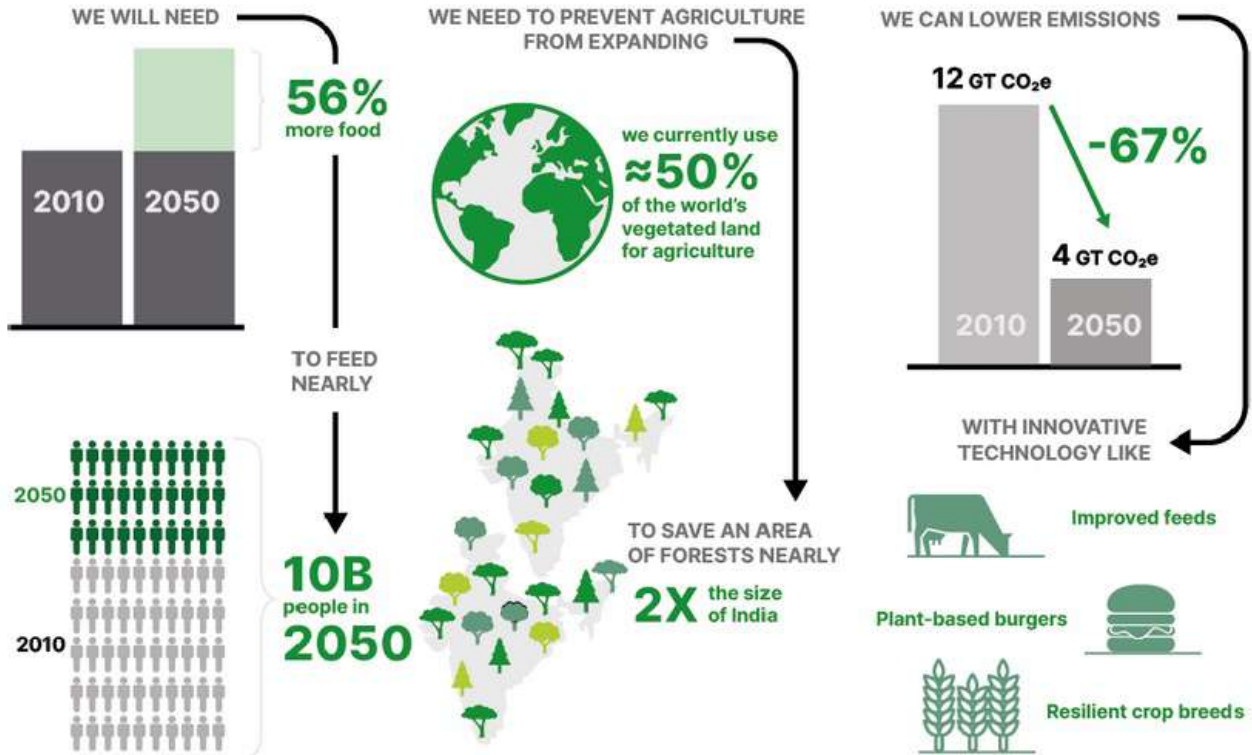 WE WILL NEED
56%
more food
2010
2050
TO FEED
NEARLY
2050
2010
10B
people in
2050
WE NEED TO PREVENT AGRICULTURE
FROM EXPANDING
we currently use
≈50%
of the world's
vegetated land
for agriculture
TO SAVE AN AREA
OF FORESTS NEARLY
2X the size
of India
WE CAN LOWER EMISSIONS
12 GT CO₂e
-67%
4 GT CO₂e
2010
2050
WITH INNOVATIVE
TECHNOLOGY LIKE
Improved feeds
Plant-based burgers
Resilient crop breeds